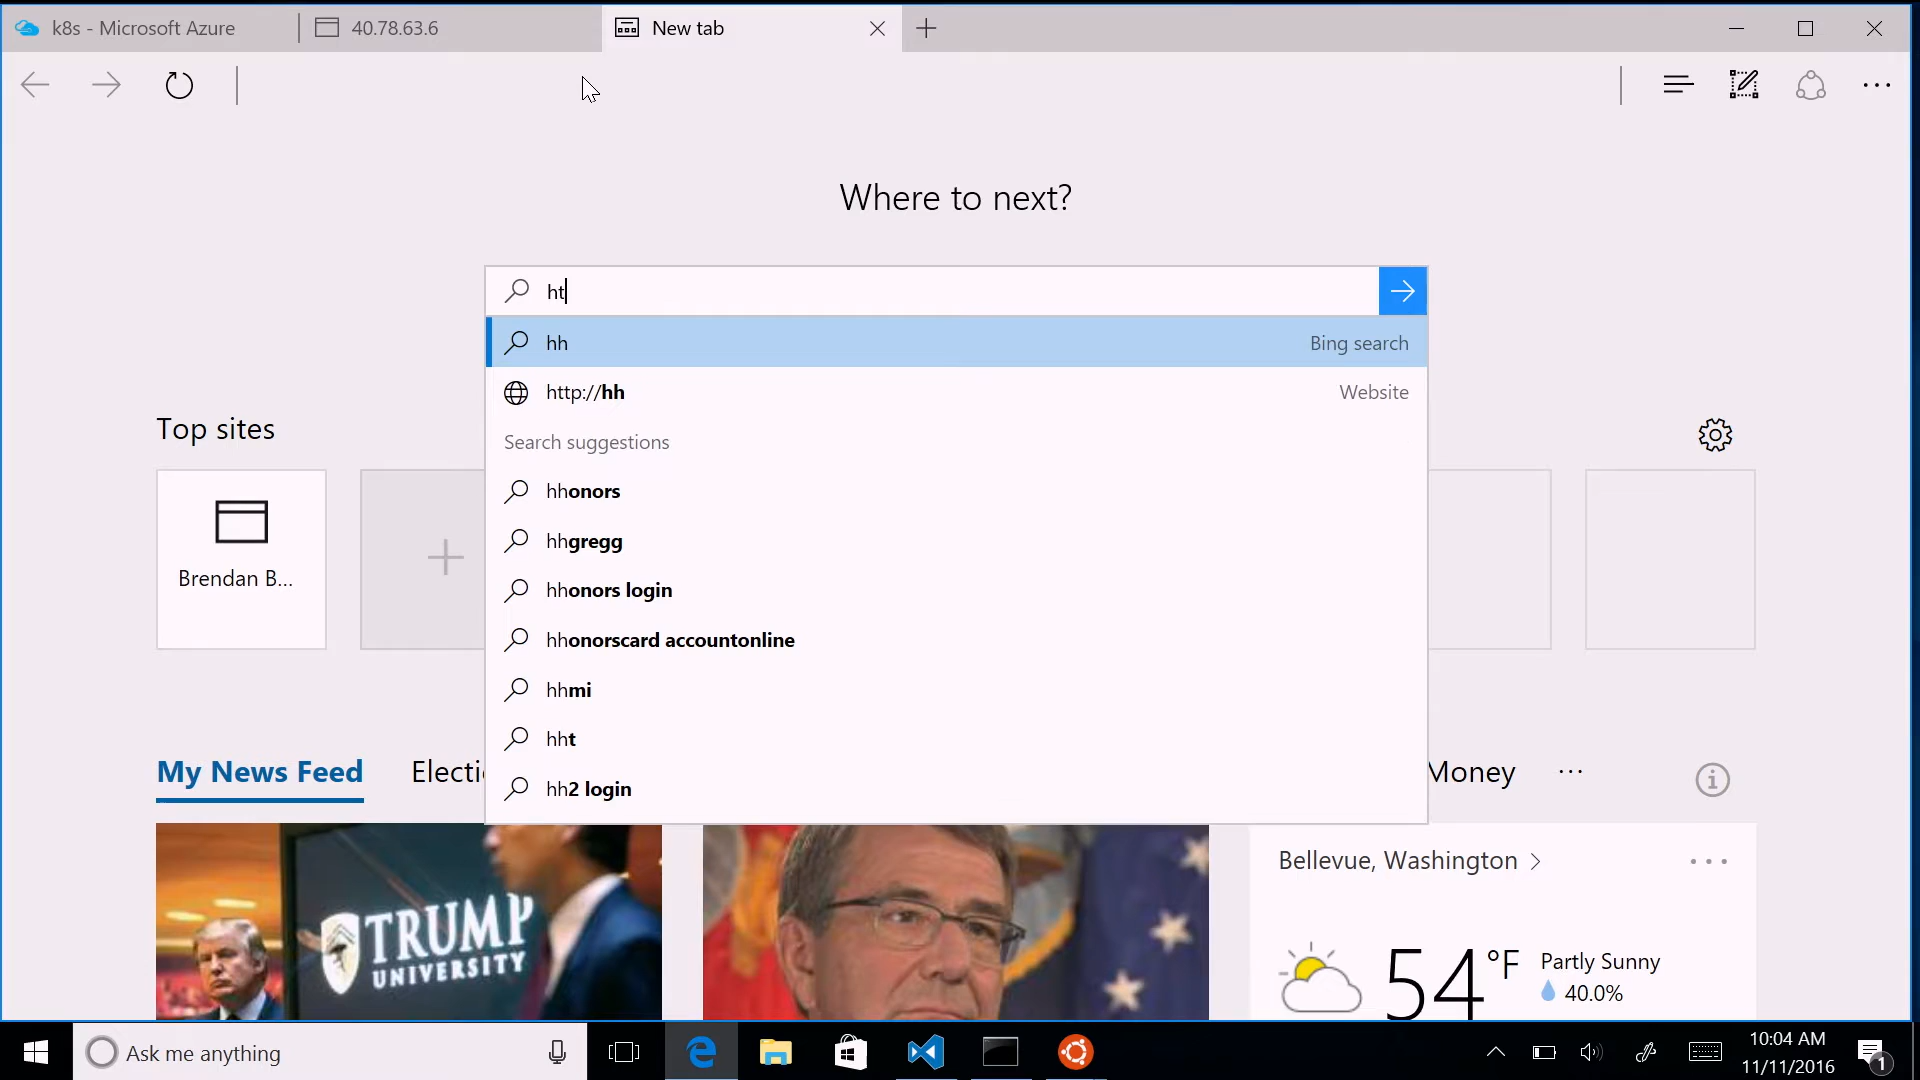 k8s - Microsoft Azure
40.78.63.6
New tab
Where to next?
ht
hh
Bing search
http://hh
Website
Search suggestions
hhonors
hhgregg
hhonors login
hhonorscard accountonline
hhmi
hht
hh2 login
Top sites
Brendan B...
My News Feed
Electi
Money
TRUMP
UNIVERSITY
Bellevue, Washington
54 °F
Partly Sunny
40.0%
Ask me anything
10:04 AM
11/11/2016
1